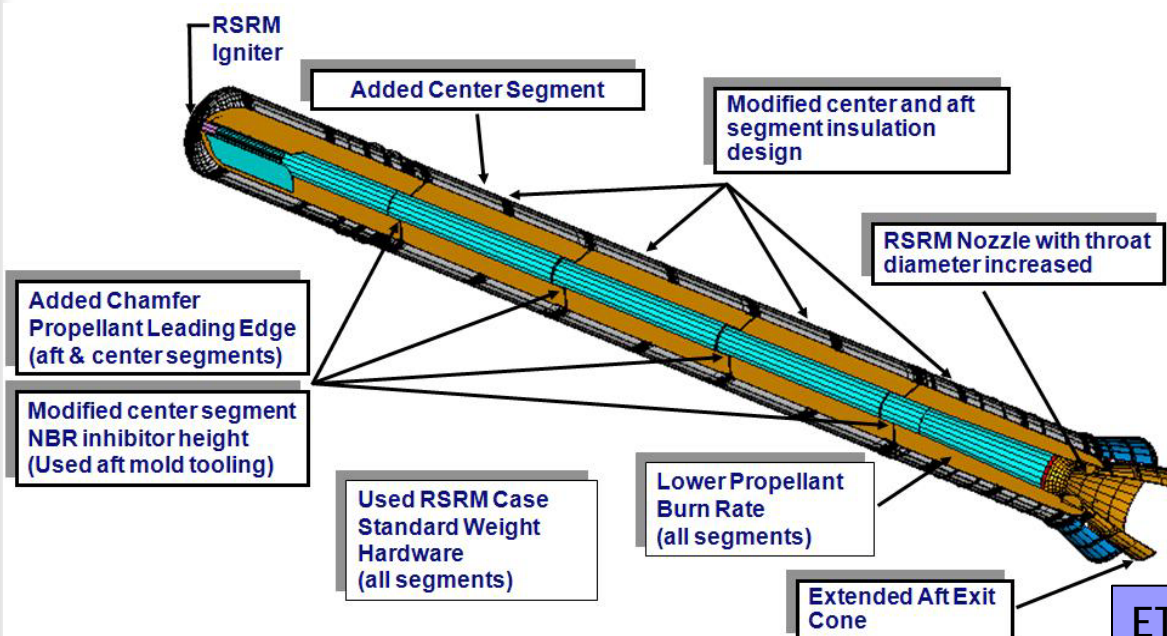 RSRM
Igniter
Added Center Segment
Modified center and aft
segment insulation
design
RSRM Nozzle with throat
diameter increased
Added Chamfer
Propellant Leading Edge
(aft & center segments)
Modified center segment
NBR inhibitor height
(Used aft mold tooling)
Used RSRM Case
Standard Weight
Hardware
(all segments)
Lower Propellant
Burn Rate
(all segments)
Extended Aft Exit
Cone